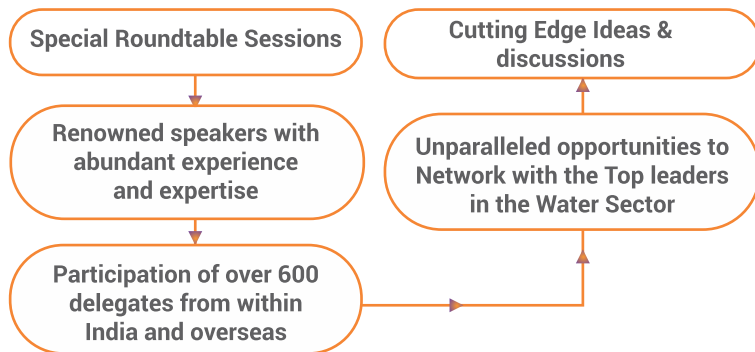 Special Roundtable Sessions
Renowned speakers with
abundant experience
and expertise
Participation of over 600
delegates from within
India and overseas
Unparalleled opportunities to
Network with the Top leaders
in the Water Sector
Cutting Edge Ideas &
discussions